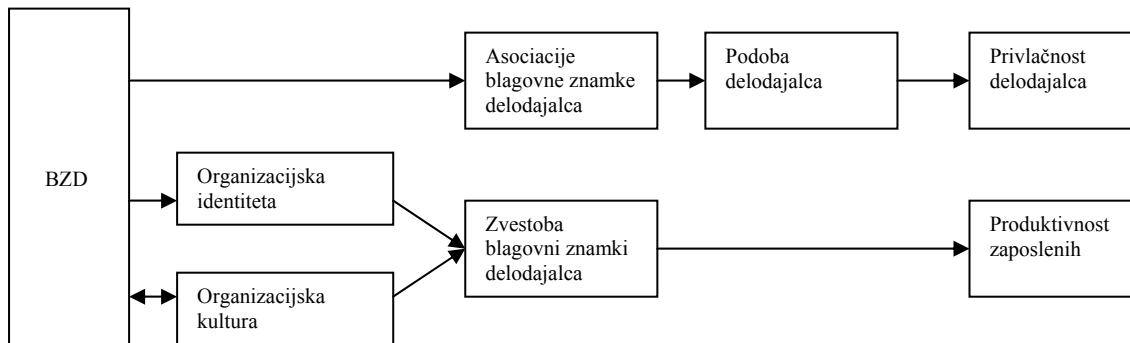 BZD
Asociacije
blagovne znamke
delodajalca
Podoba
delodajalca
Privlačnost
delodajalca
Organizacijska
identiteta
Organizacijska
kultura
Zvestoba
blagovni znamki
delodajalca
Produktivnost
zaposlenih